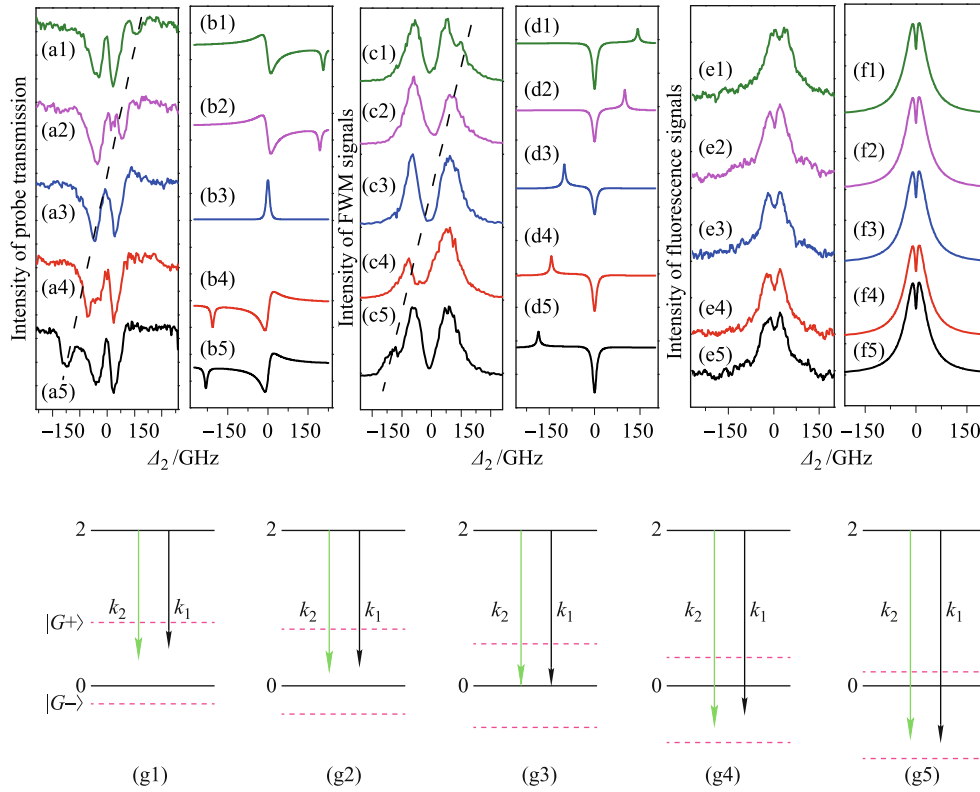 Intensity of probe transmission
(a1)
(a2)
(a3)
(a4)
(a5)
−150 0 150
(b1)
(b2)
(b3)
(b4)
(b5)
−150 0 150
Δ2 /GHz
Intensity of FWM signals
(c1)
(c2)
(c3)
(c4)
(c5)
−150 0 150
(d1)
(d2)
(d3)
(d4)
(d5)
−150 0 150
Δ2 /GHz
Intensity of fluorescence signals
(e1)
(e2)
(e3)
(e4)
(e5)
−150 0 150
(f1)
(f2)
(f3)
(f4)
(f5)
−150 0 150
Δ2 /GHz
2
k2 k1
|G+⟩
0
|G−⟩
(g1)
2
k2 k1
0
(g2)
2
k2 k1
0
(g3)
2
k2 k1
0
(g4)
2
k2 k1
0
(g5)